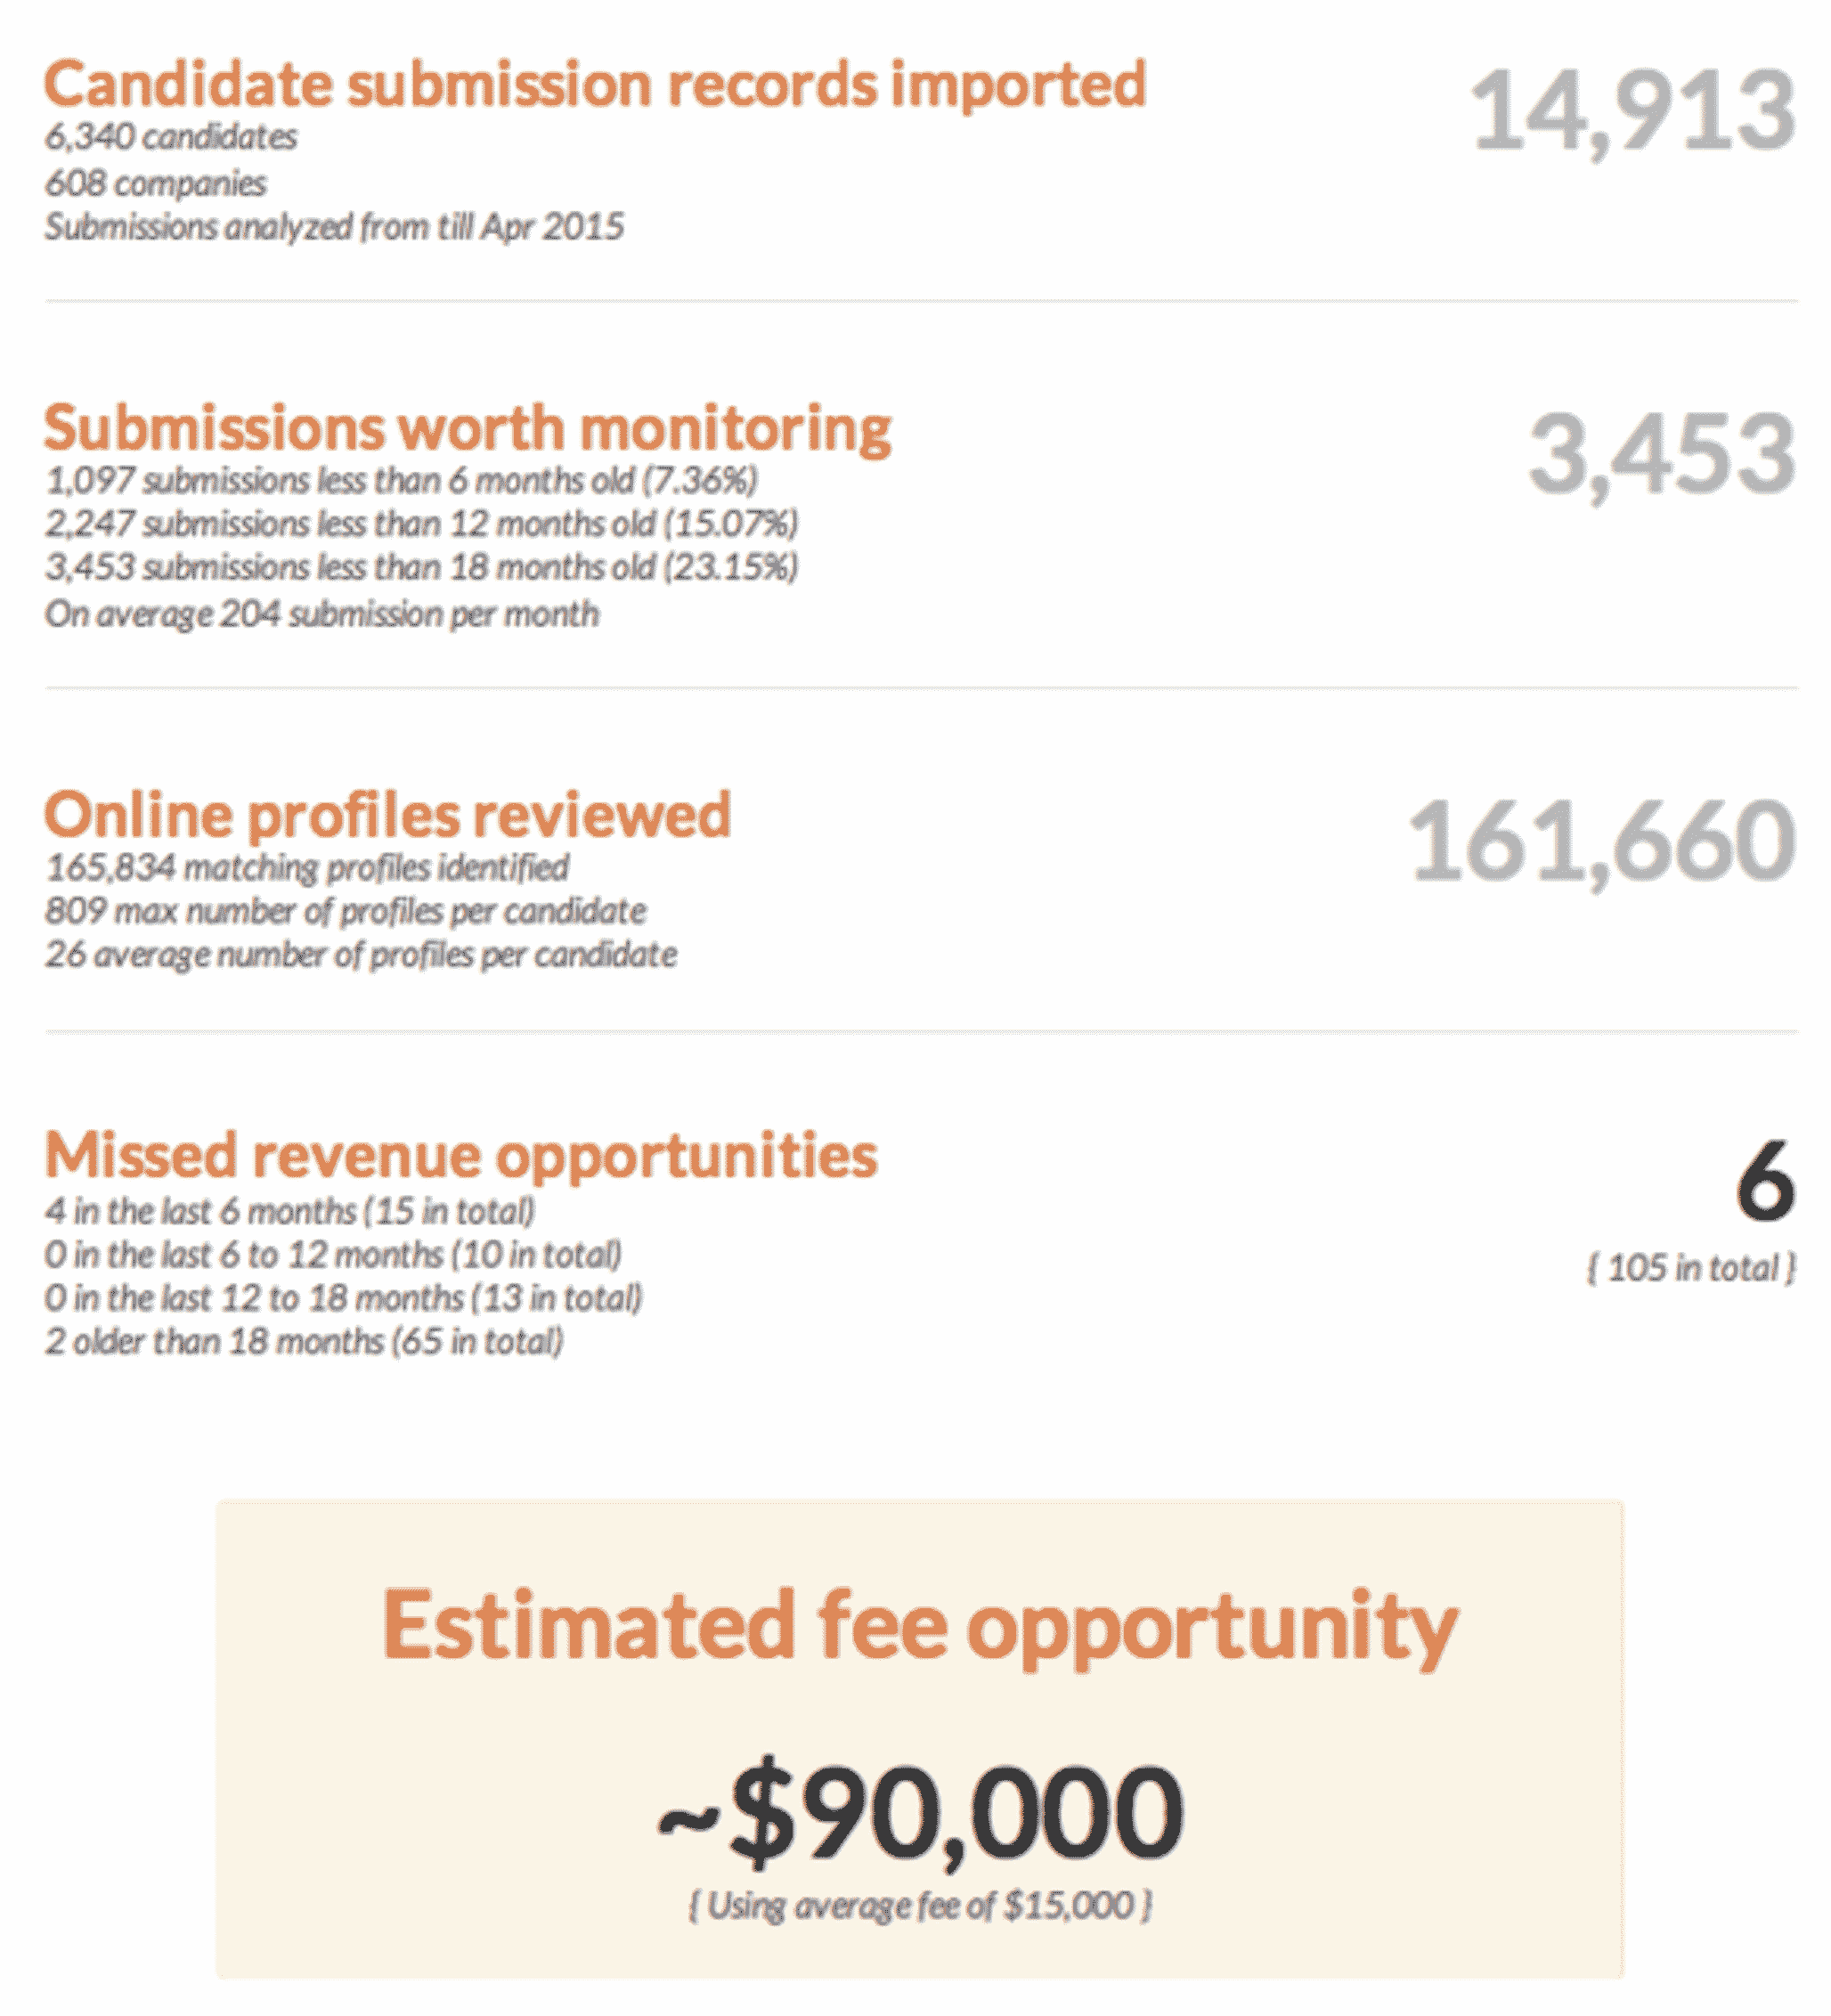 Candidate submission records imported
14,913
6,340 candidates
608 companies
Submissions analyzed from till Apr 2015
Submissions worth monitoring
3,453
1,097 submissions less than 6 months old (7.36%)
2,247 submissions less than 12 months old (15.07%)
3,453 submissions less than 18 months old (23.15%)
On average 204 submission per month
Online profiles reviewed
161,660
165,834 matching profiles identified
809 max number of profiles per candidate
26 average number of profiles per candidate
Missed revenue opportunities
6
{ 105 in total }
4 in the last 6 months (15 in total)
0 in the last 6 to 12 months (10 in total)
0 in the last 12 to 18 months (13 in total)
2 older than 18 months (65 in total)
Estimated fee opportunity
~$90,000
{ Using average fee of $15,000 }